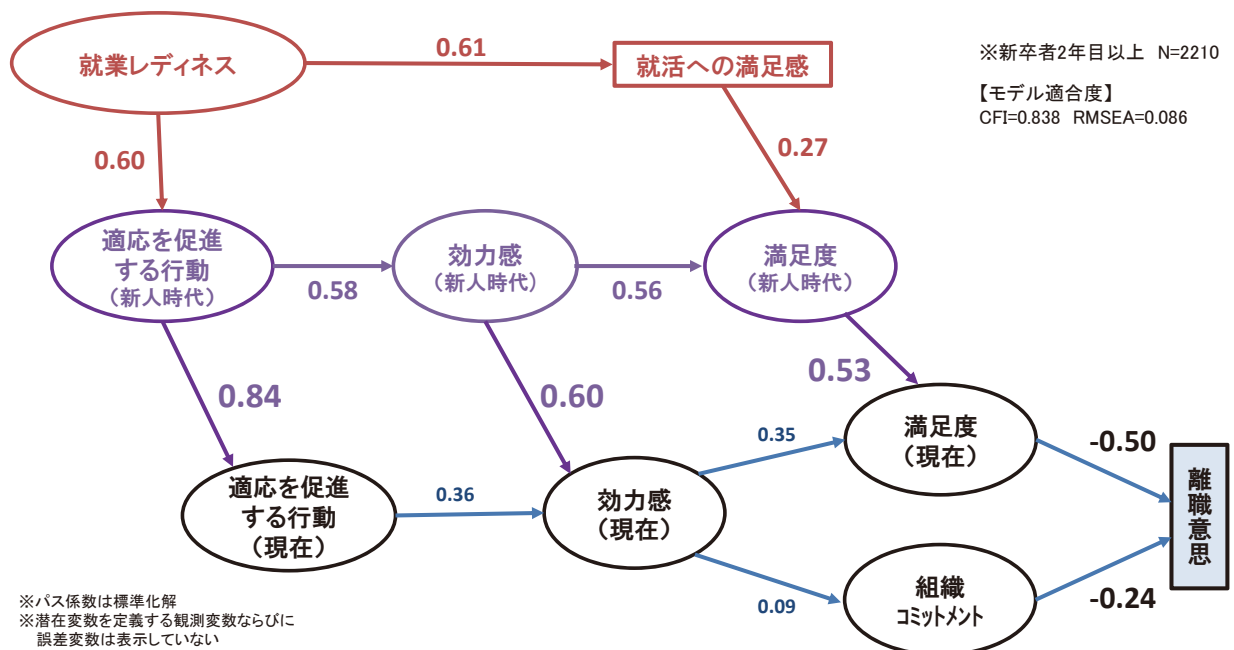 就業レディネス
0.61
就活への満足感
※新卒者2年目以上 N=2210
【モデル適合度】
CFI=0.838 RMSEA=0.086
0.60
0.27
適応を促進
する行動
（新人時代）
0.58
効力感
（新人時代）
0.56
満足度
（新人時代）
0.84
0.60
0.53
適応を促進
する行動
（現在）
0.36
効力感
（現在）
0.35
満足度
（現在）
-0.50
離職意思
0.09
組織
コミットメント
-0.24
※パス係数は標準化解
※潜在変数を定義する観測変数ならびに
誤差変数は表示していない